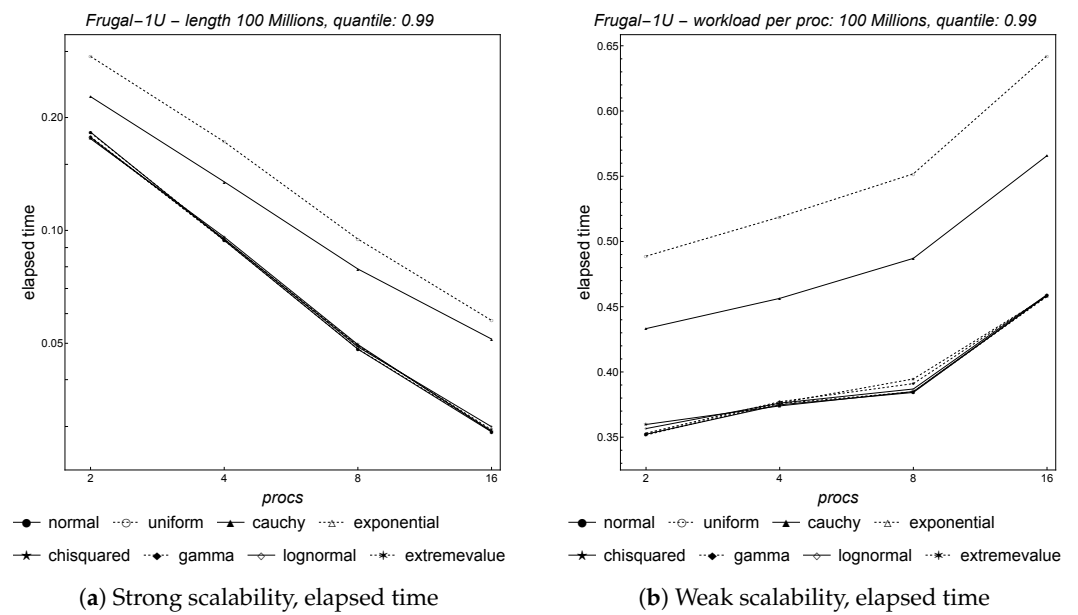 Frugal−1U − length 100 Millions, quantile: 0.99
0.20
0.10
0.05
elapsed time
2 4 8 16
procs
normal uniform cauchy exponential
chisquared gamma lognormal extremevalue
(a) Strong scalability, elapsed time
Frugal−1U − workload per proc: 100 Millions, quantile: 0.99
0.65
0.60
0.55
0.50
0.45
0.40
0.35
elapsed time
2 4 8 16
procs
normal uniform cauchy exponential
chisquared gamma lognormal extremevalue
(b) Weak scalability, elapsed time